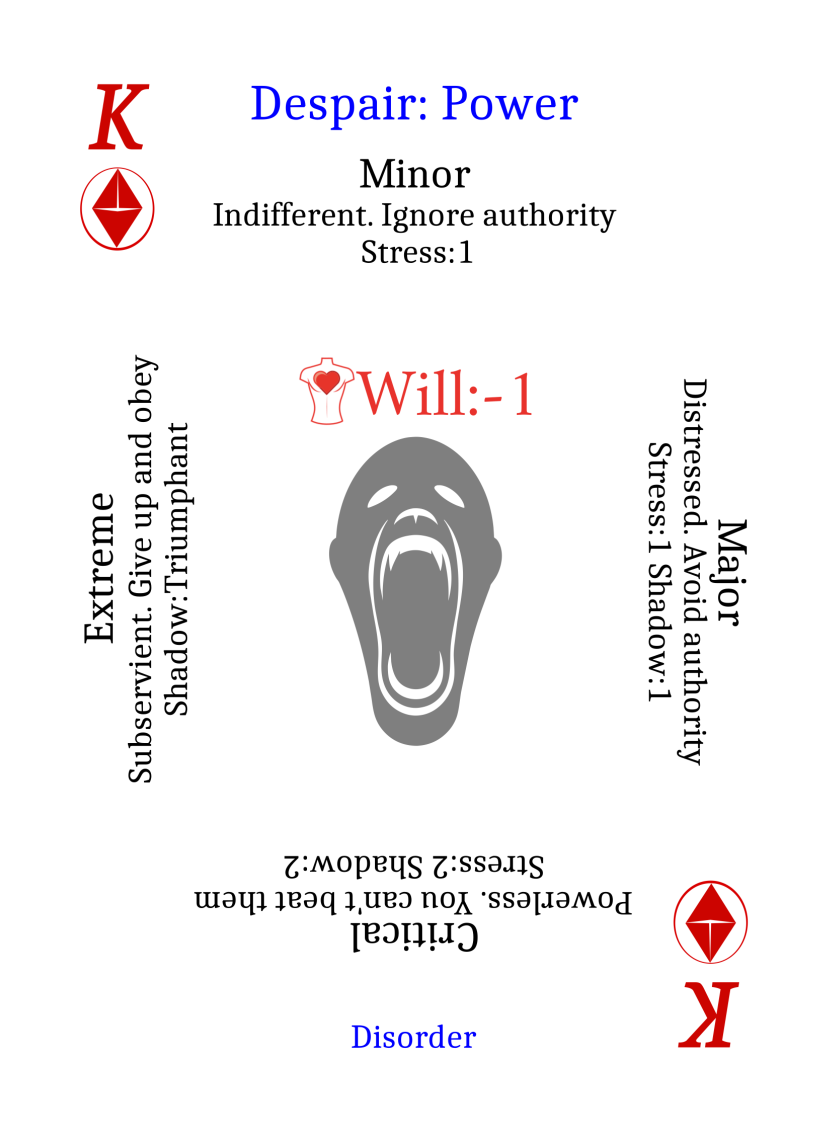 K
Despair: Power
Minor
Indifferent. Ignore authority
Stress:1
Will:-1
Major
Distressed. Avoid authority
Stress:1 Shadow:1
Critical
Powerless. You can't beat them
Stress:2 Shadow:2
Extreme
Subservient. Give up and obey
Shadow:Triumphant
K
Disorder